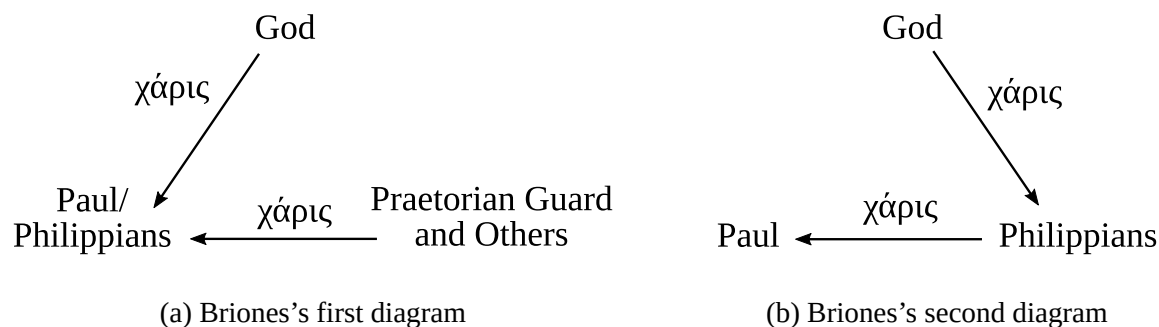 God
χάρις
Paul/
Philippians
χάρις
Praetorian Guard
and Others
(a) Briones’s first diagram
God
χάρις
χάρις
Paul
Philippians
(b) Briones’s second diagram